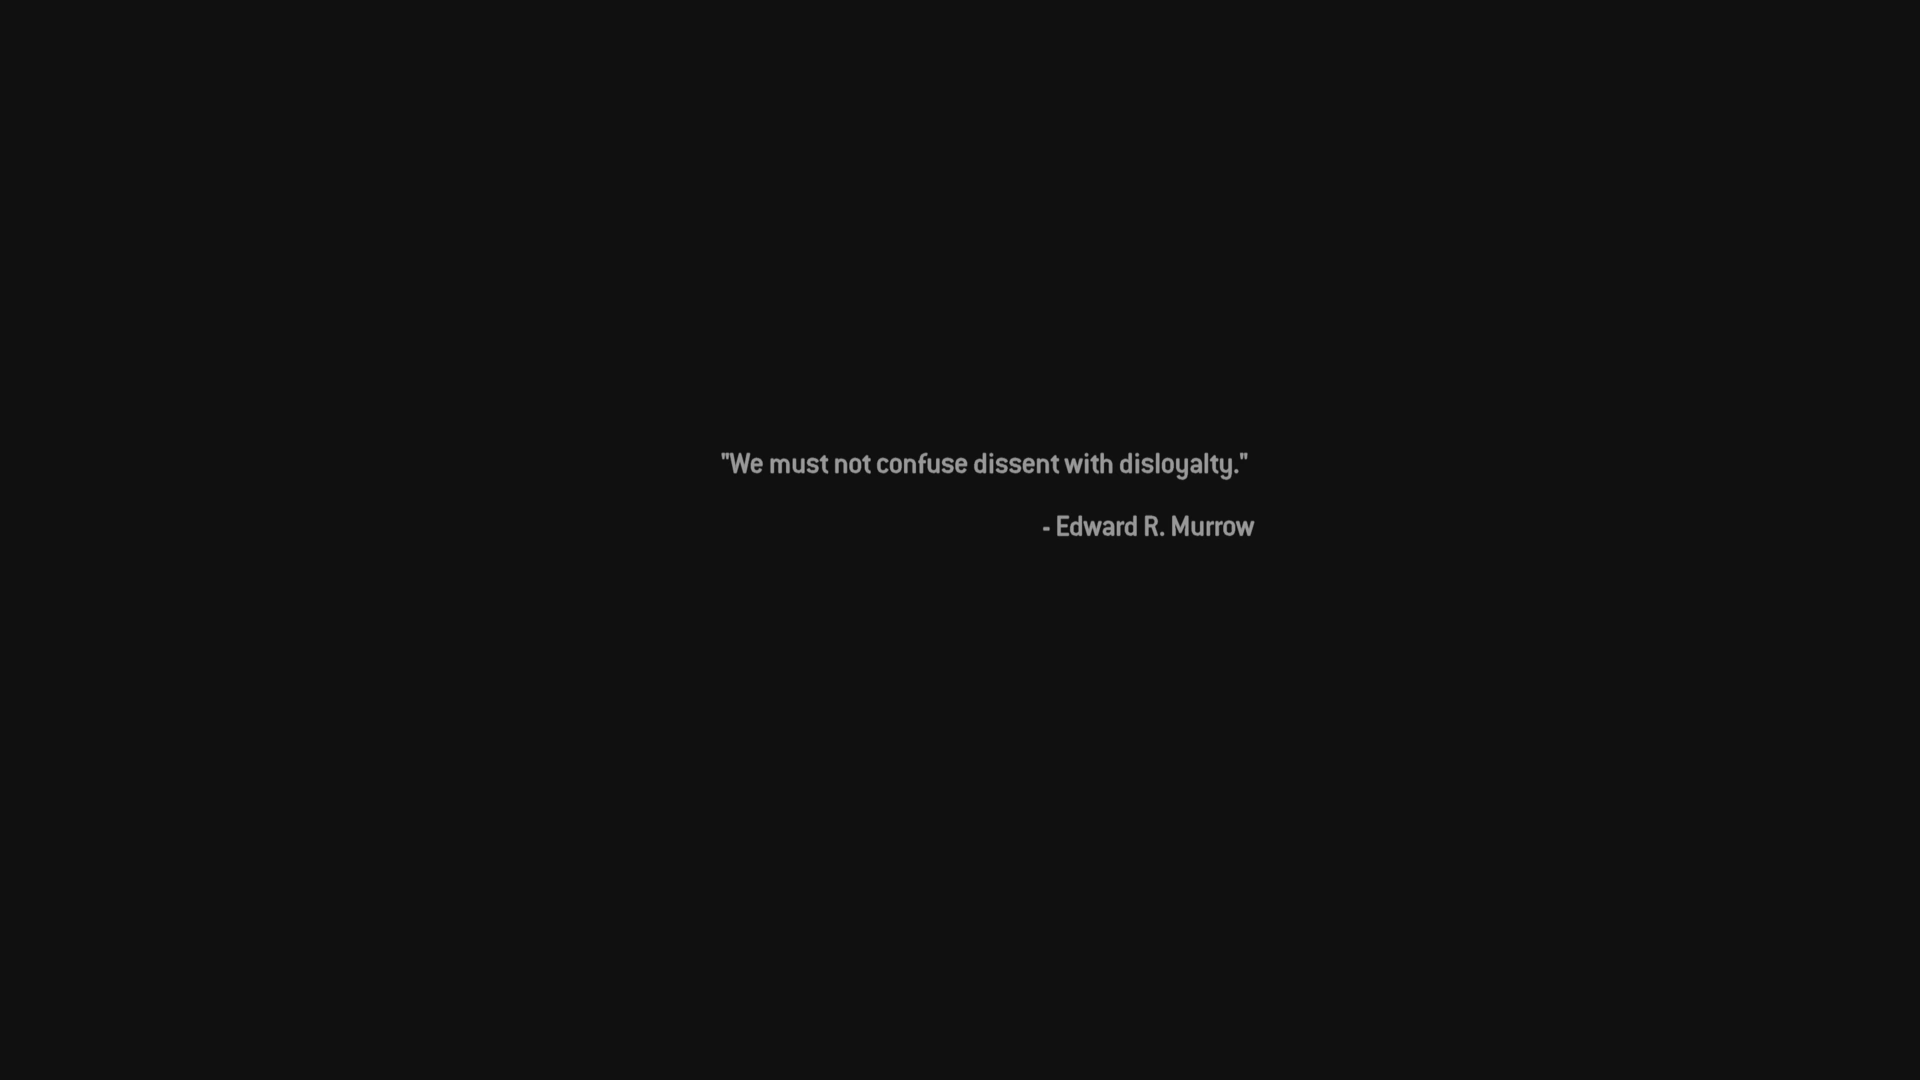 "We must not confuse dissent with disloyalty."
- Edward R. Murrow